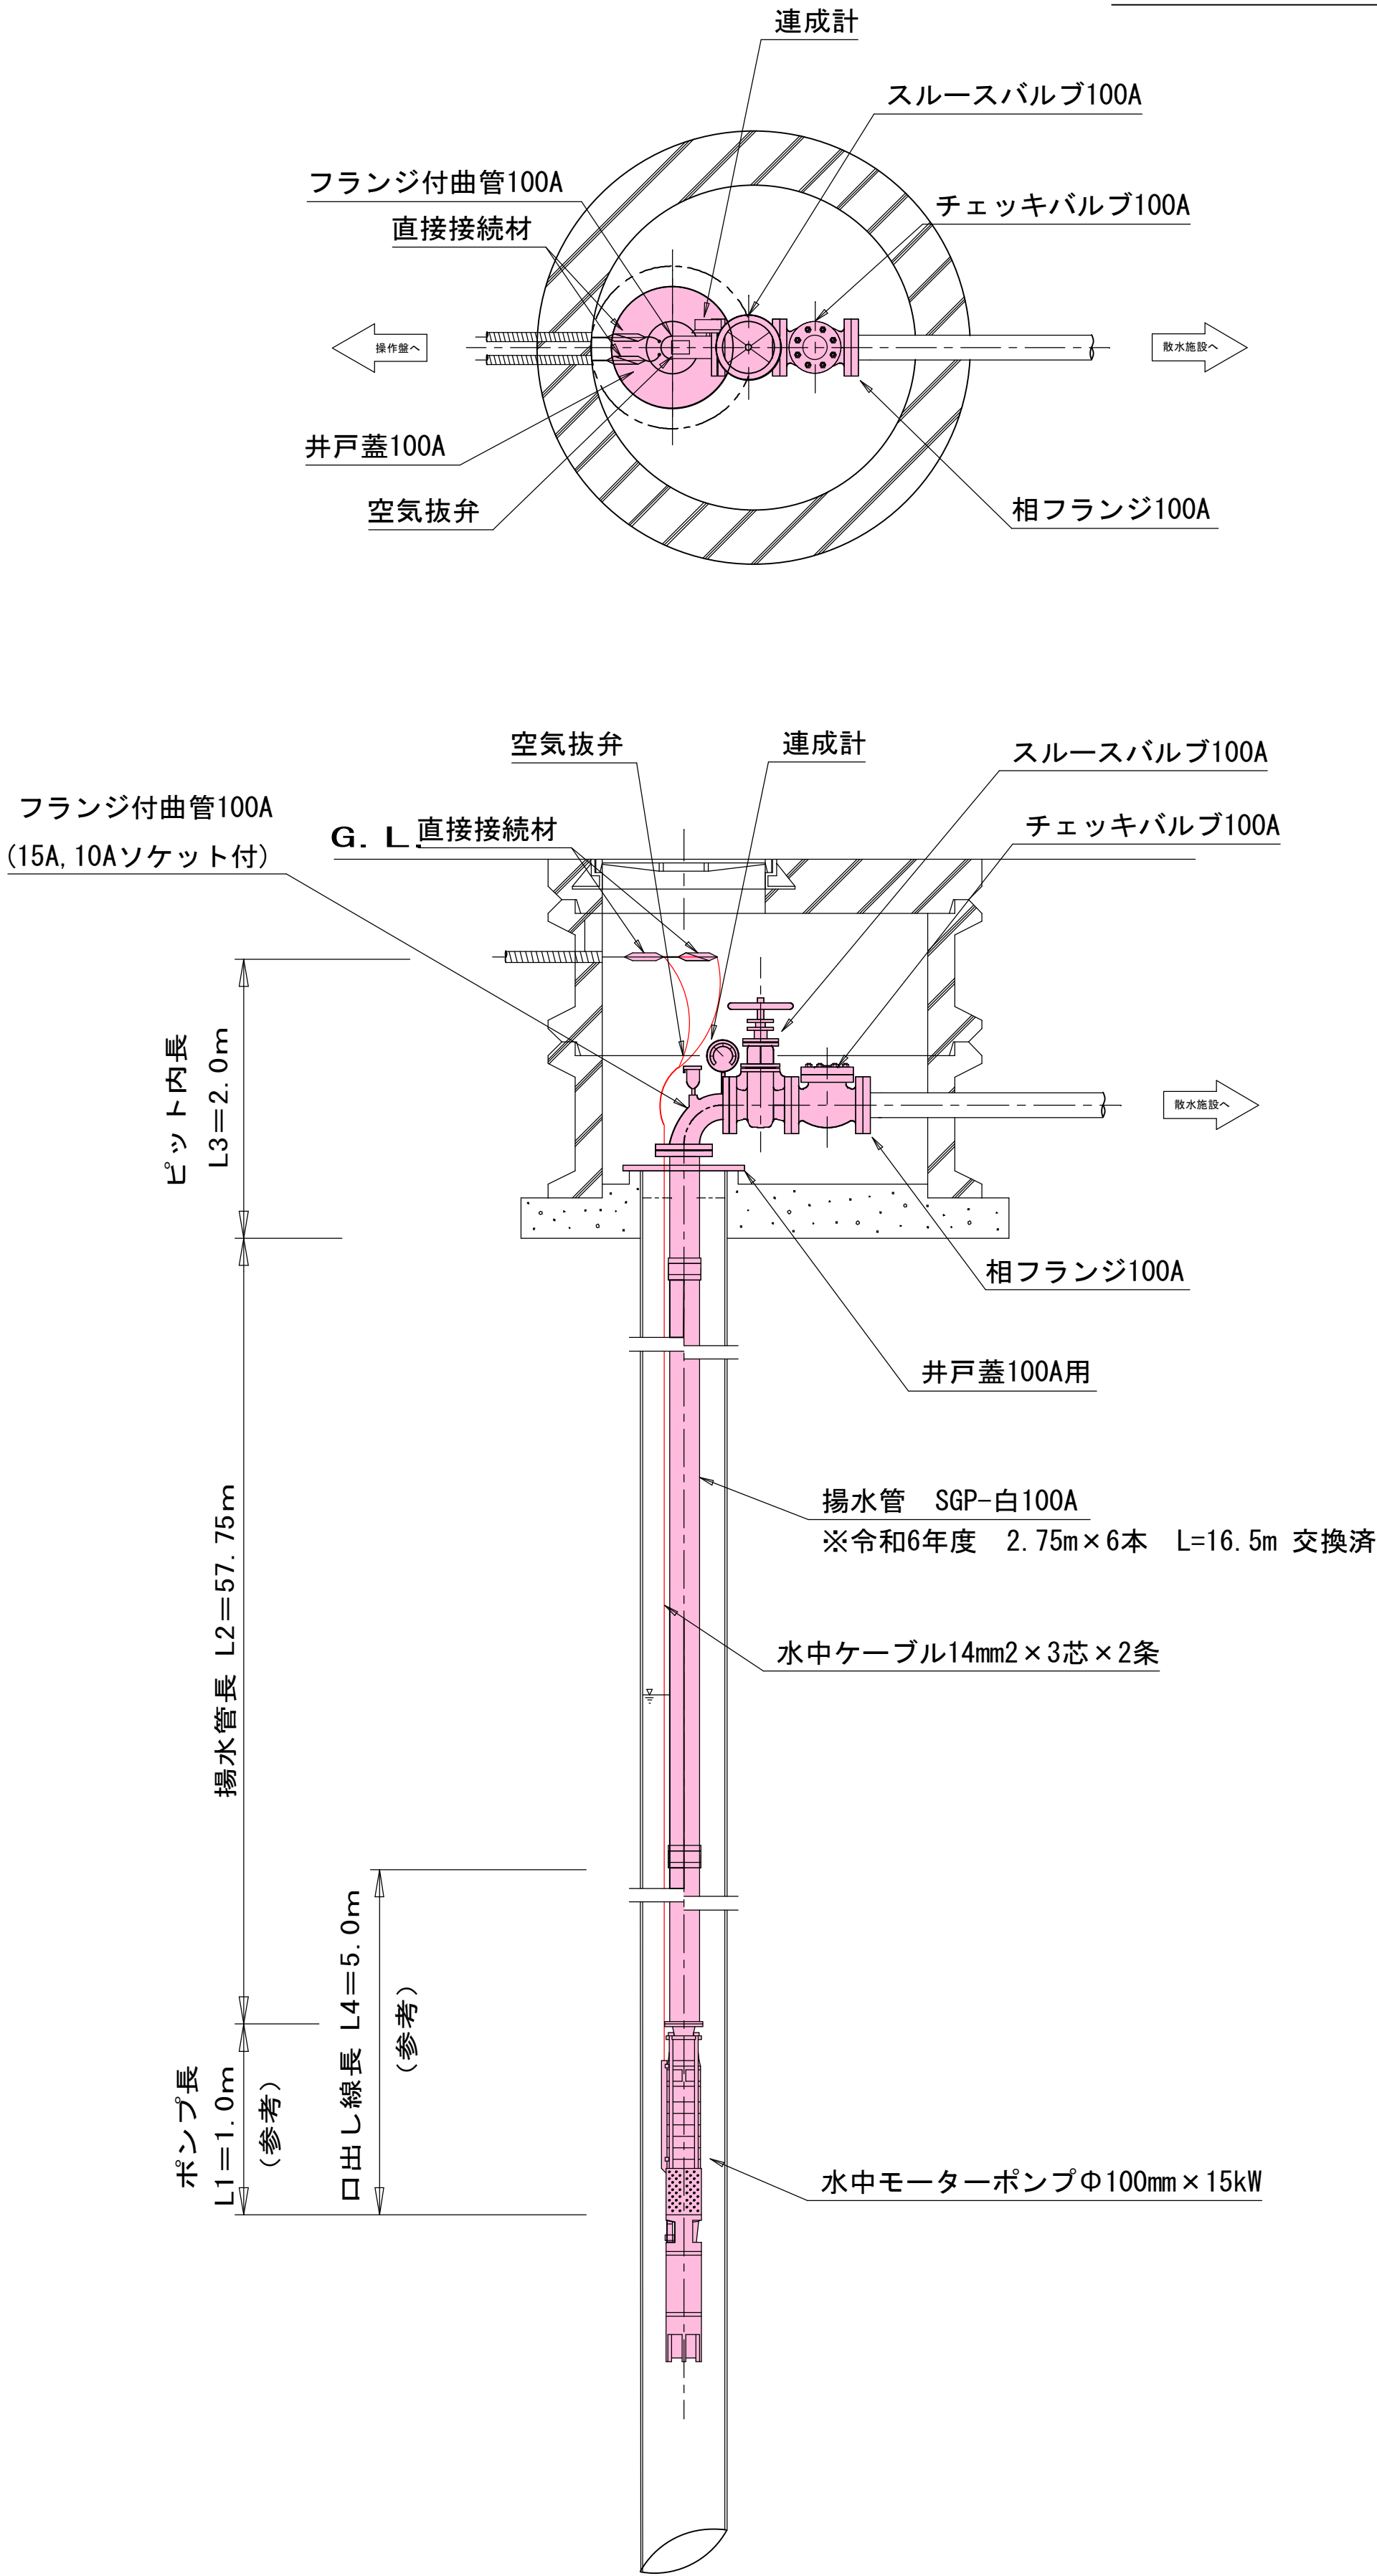 連成計
スルースバルブ100A
フランジ付曲管100A
チェッキバルブ100A
直接接続材
操作盤へ
散水施設へ
井戸蓋100A
空気抜弁
相フランジ100A
空気抜弁
連成計
スルースバルブ100A
フランジ付曲管100A
(15A,10Aソケット付)
G. L.
直接接続材
チェッキバルブ100A
ピット内長
L3=2.0m
散水施設へ
相フランジ100A
井戸蓋100A用
揚水管 SGP-白100A
※令和6年度 2.75m×6本 L=16.5m 交換済
揚水管長 L2=57.75m
水中ケーブル14mm2×3芯×2条
口出し線長 L4=5.0m
(参考)
ポンプ長
L1=1.0m
(参考)
水中モーターポンプΦ100mm×15kW